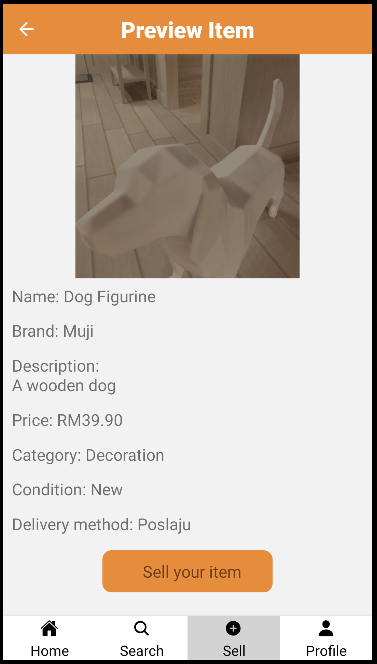 Preview Item
Name: Dog Figurine
Brand: Muji
Description:
A wooden dog
Price: RM39.90
Category: Decoration
Condition: New
Delivery method: Poslaju
Sell your item
Home
Search
Sell
Profile